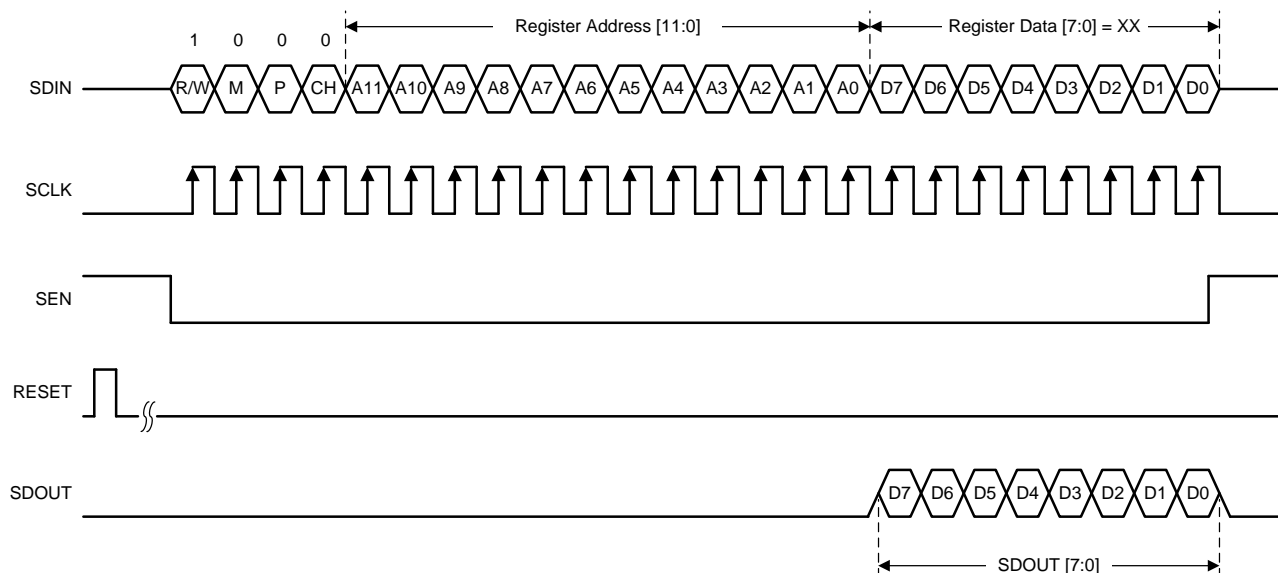 Register Address [11:0] Register Data [7:0] = XX
1 0 0 0
SDIN R/W M P CH A11 A10 A9 A8 A7 A6 A5 A4 A3 A2 A1 A0 D7 D6 D5 D4 D3 D2 D1 D0
SCLK
SEN
RESET
SDOUT D7 D6 D5 D4 D3 D2 D1 D0
SDOUT [7:0]